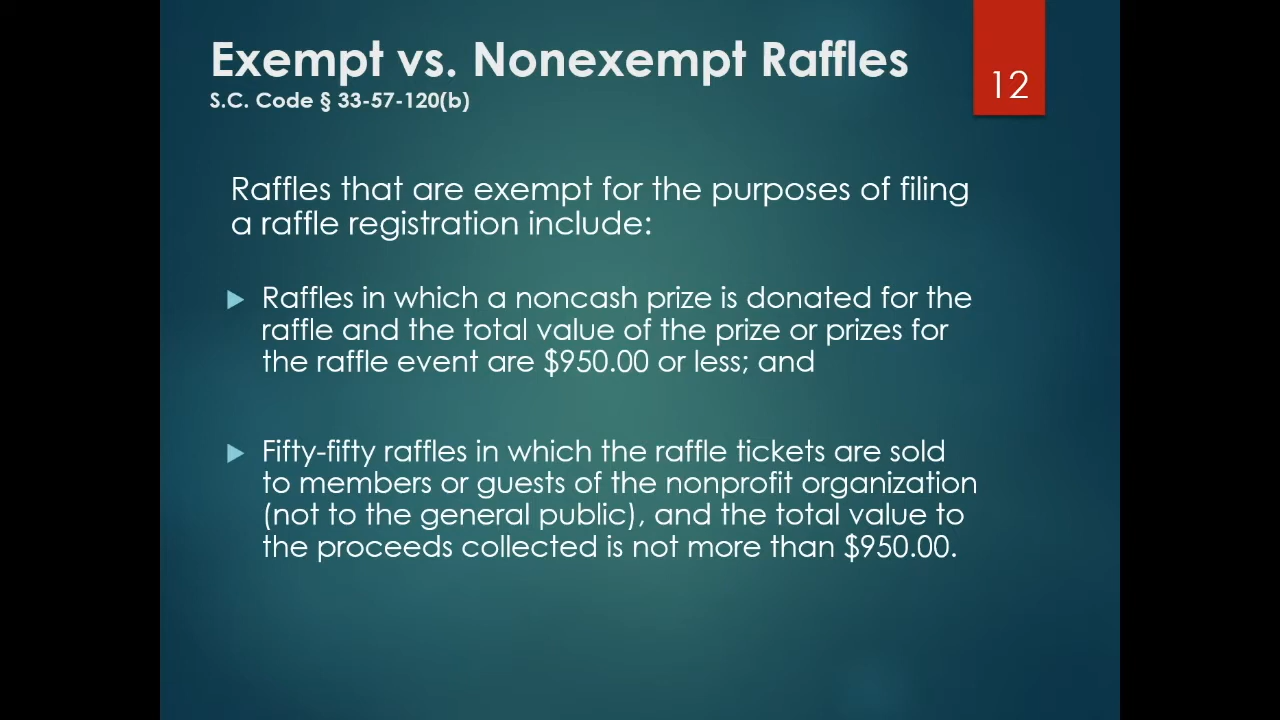 Exempt vs. Nonexempt Raffles
S.C. Code § 33-57-120(b)
12
Raffles that are exempt for the purposes of filing
a raffle registration include:
Raffles in which a noncash prize is donated for the
raffle and the total value of the prize or prizes for
the raffle event are $950.00 or less; and
Fifty-fifty raffles in which the raffle tickets are sold
to members or guests of the nonprofit organization
(not to the general public), and the total value to
the proceeds collected is not more than $950.00.